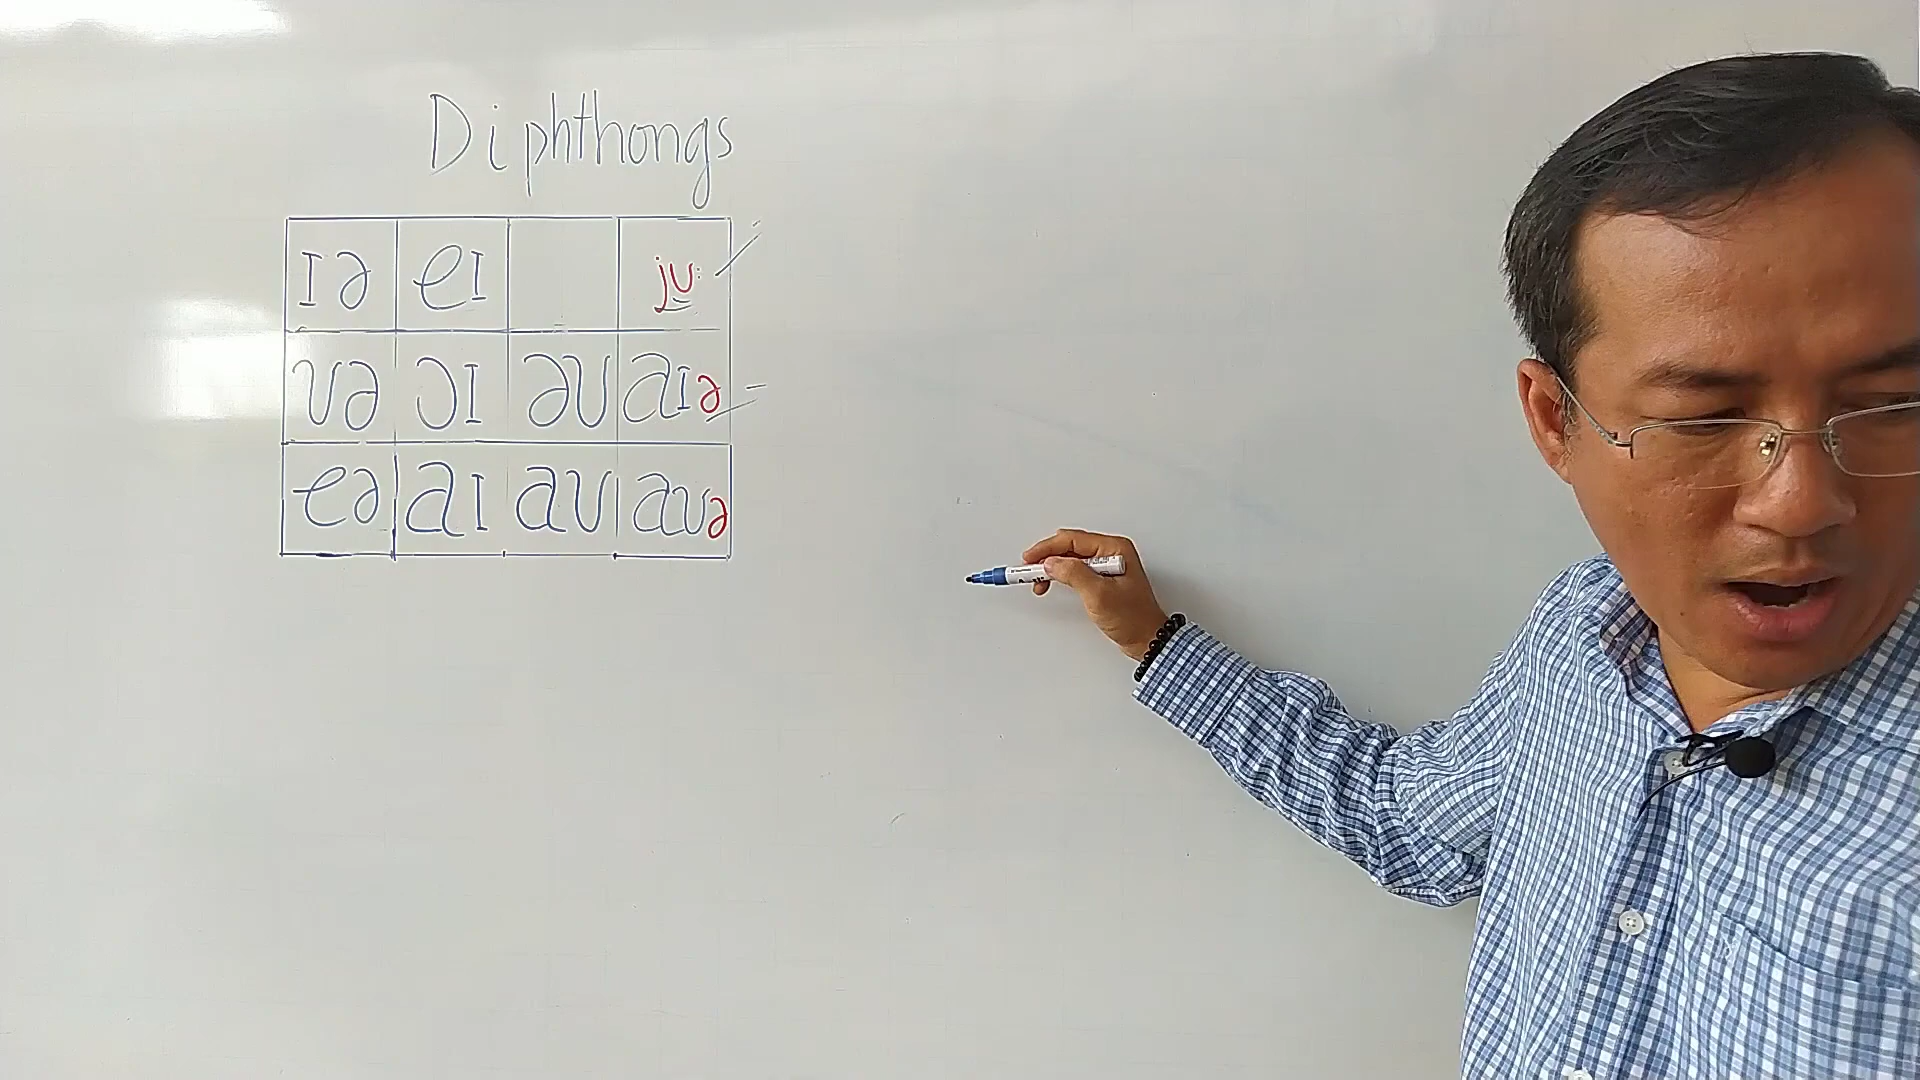 Diphthongs
ɪə eɪ ju:
ʊə ɔɪ əʊ aɪə
eə aɪ aʊ aʊə